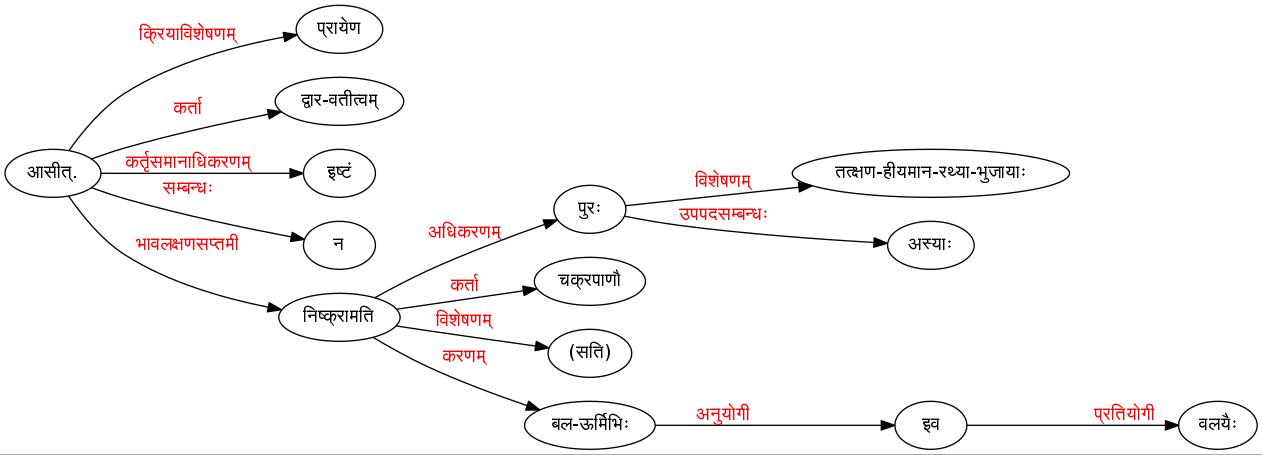 क्रियाविशेषणम्
प्रायेण
कर्ता
द्वार-वतीत्वम्
आसीत्.
कर्तृसमानाधिकरणम्
इष्टं
सम्बन्धः
न
भावलक्षणसप्तमी
निष्क्रामति
अधिकरणम्
पुरः
विशेषणम्
तत्क्षण-हीयमान-रथ्या-भुजायाः
उपपदसम्बन्धः
अस्याः
कर्ता
चक्रपाणौ
विशेषणम्
(सति)
करणम्
बल-ऊर्मिभिः
अनुयोगी
इव
प्रतियोगी
वलयैः